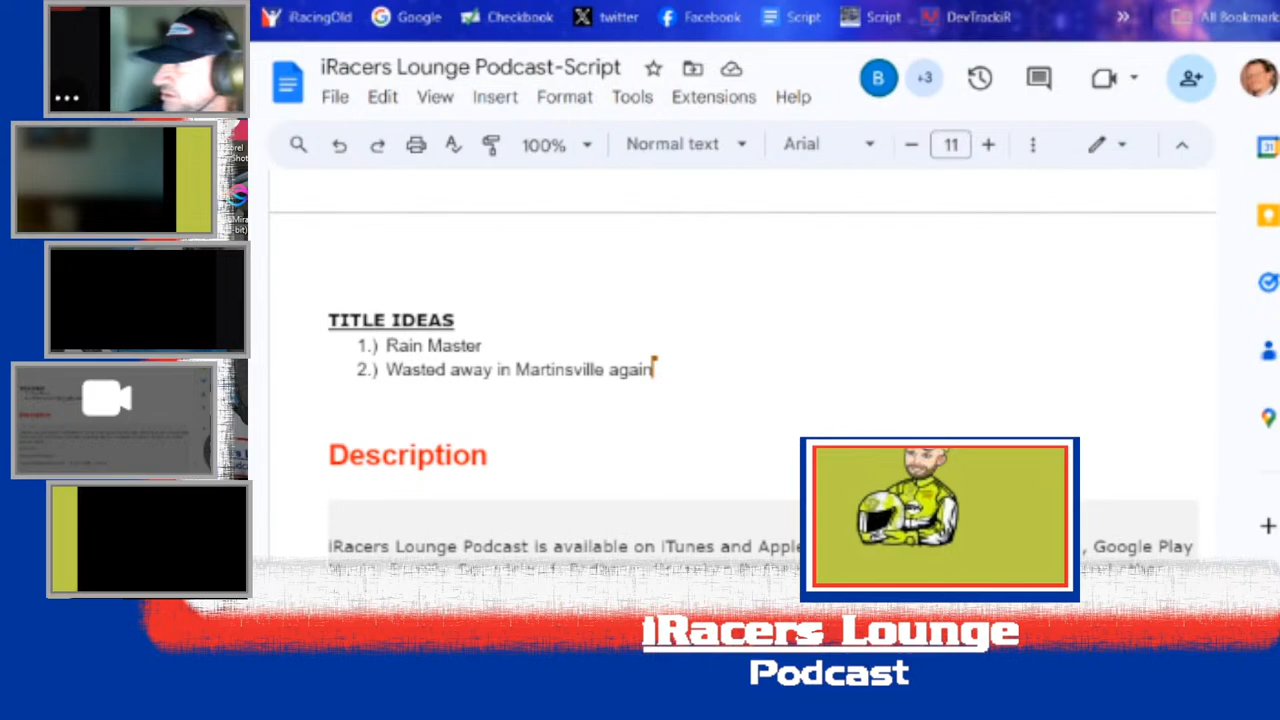 iRacingOld Google Checkbook twitter Facebook Script Script DevTrackiR » All Bookmark
iRacers Lounge Podcast-Script
B +3
File Edit View Insert Format Tools Extensions Help
100% Normal text Arial 11
31
TITLE IDEAS
1.) Rain Master
2.) Wasted away in Martinsville again
Description
iRacers Lounge Podcast is available on iTunes and Apple , Google Play
iRacers Lounge
Podcast